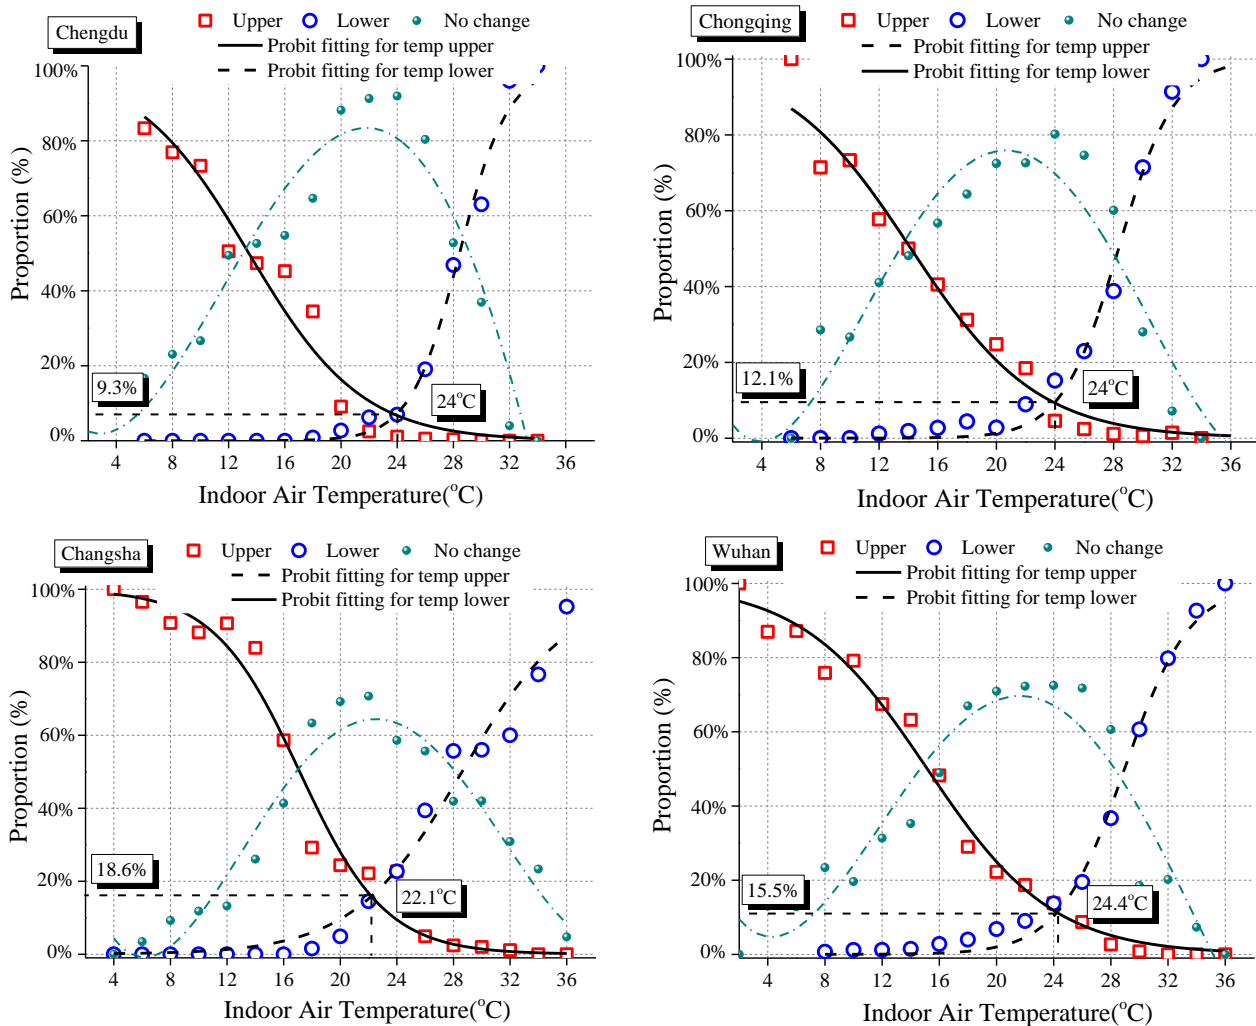 Chengdu
Upper Lower No change
Probit fitting for temp upper
Probit fitting for temp lower
100%
80%
60%
40%
20%
0%
Proportion (%)
9.3%
24°C
4 8 12 16 20 24 28 32 36
Indoor Air Temperature(°C)
Chongqing
Upper Lower No change
Probit fitting for temp upper
Probit fitting for temp lower
100%
80%
60%
40%
20%
0%
Proportion (%)
12.1%
24°C
4 8 12 16 20 24 28 32 36
Indoor Air Temperature(°C)
Changsha
Upper Lower No change
Probit fitting for temp upper
Probit fitting for temp lower
100%
80%
60%
40%
20%
0%
Proportion (%)
18.6%
22.1°C
4 8 12 16 20 24 28 32 36
Indoor Air Temperature(°C)
Wuhan
Upper Lower No change
Probit fitting for temp upper
Probit fitting for temp lower
100%
80%
60%
40%
20%
0%
Proportion (%)
15.5%
24.4°C
4 8 12 16 20 24 28 32 36
Indoor Air Temperature(°C)